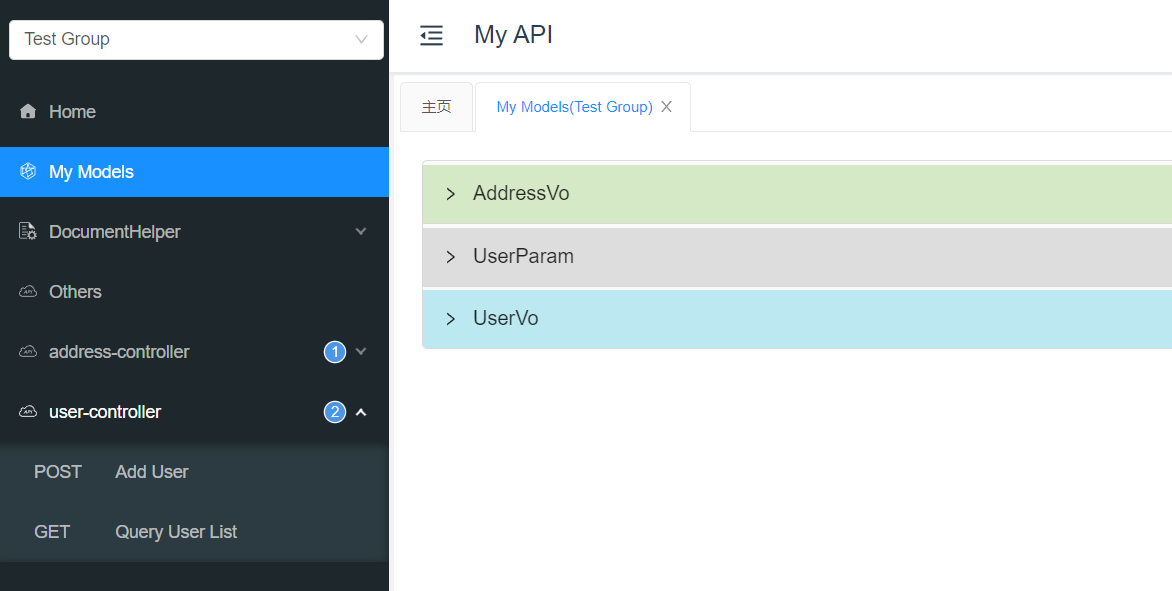 Test Group
Home
My Models
DocumentHelper
Others
address-controller 1
user-controller 2
POST Add User
GET Query User List
My API
主页 My Models(Test Group)
AddressVo
UserParam
UserVo